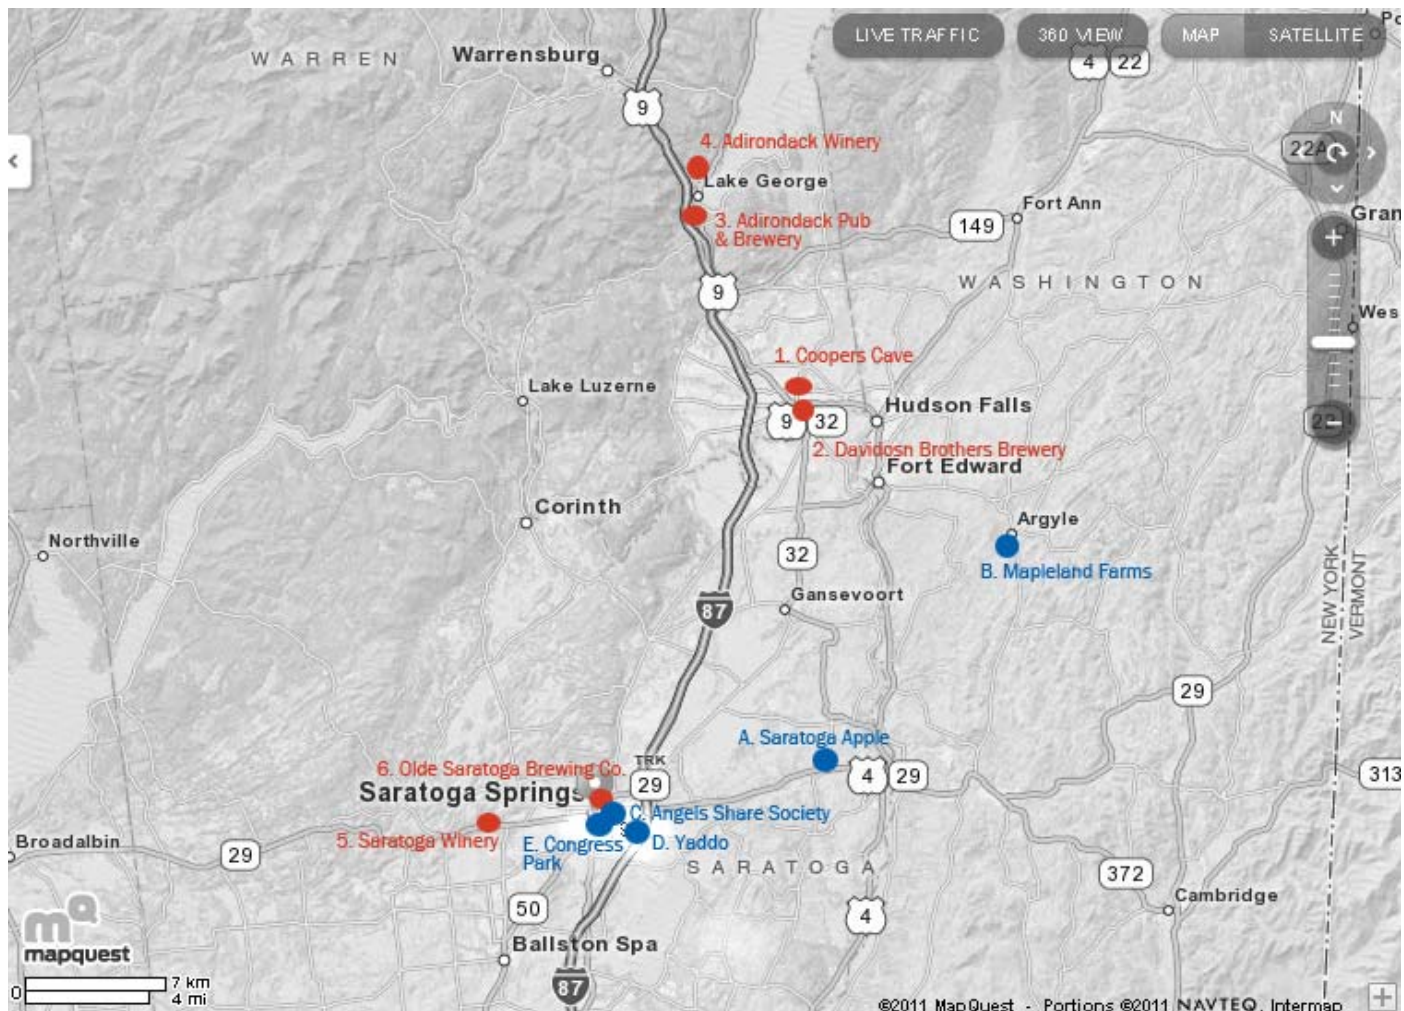 LIVE TRAFFIC
360 VIEW
MAP
SATELLITE
WARREN
Warrensburg
4
22
9
N
22A
4. Adirondack Winery
Lake George
Fort Ann
149
3. Adirondack Pub
& Brewery
WASHINGTON
9
1. Coopers Cave
Lake Luzerne
Hudson Falls
9
32
2. Davidosn Brothers Brewery
Fort Edward
Corinth
Argyle
Northville
32
B. Mapleland Farms
Gansevoort
87
NEW YORK
VERMONT
29
A. Saratoga Apple
6. Olde Saratoga Brewing Co.
TRK
29
4
29
313
Saratoga Springs
C. Angels Share Society
5. Saratoga Winery
E. Congress
Park
D. Yaddo
Broadalbin
29
SARATOGA
372
Cambridge
50
4
mQ
mapquest
Ballston Spa
87
0
7 km
4 mi
©2011 MapQuest - Portions ©2011 NAVTEQ, Intermap